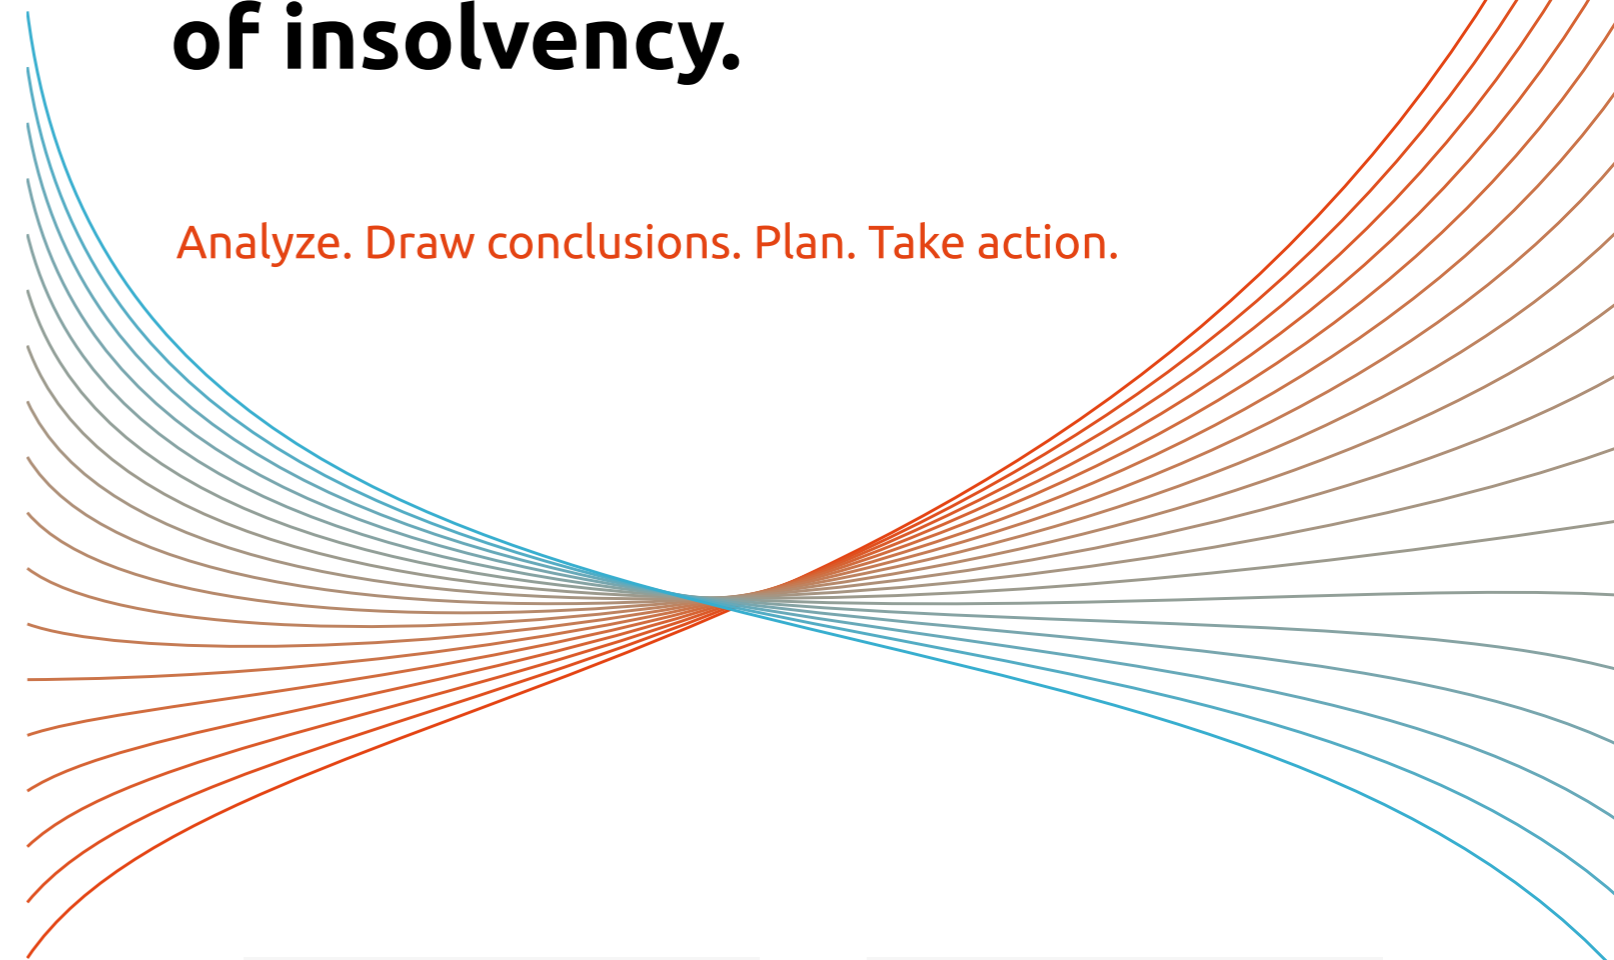 of insolvency.
Analyze. Draw conclusions. Plan. Take action.